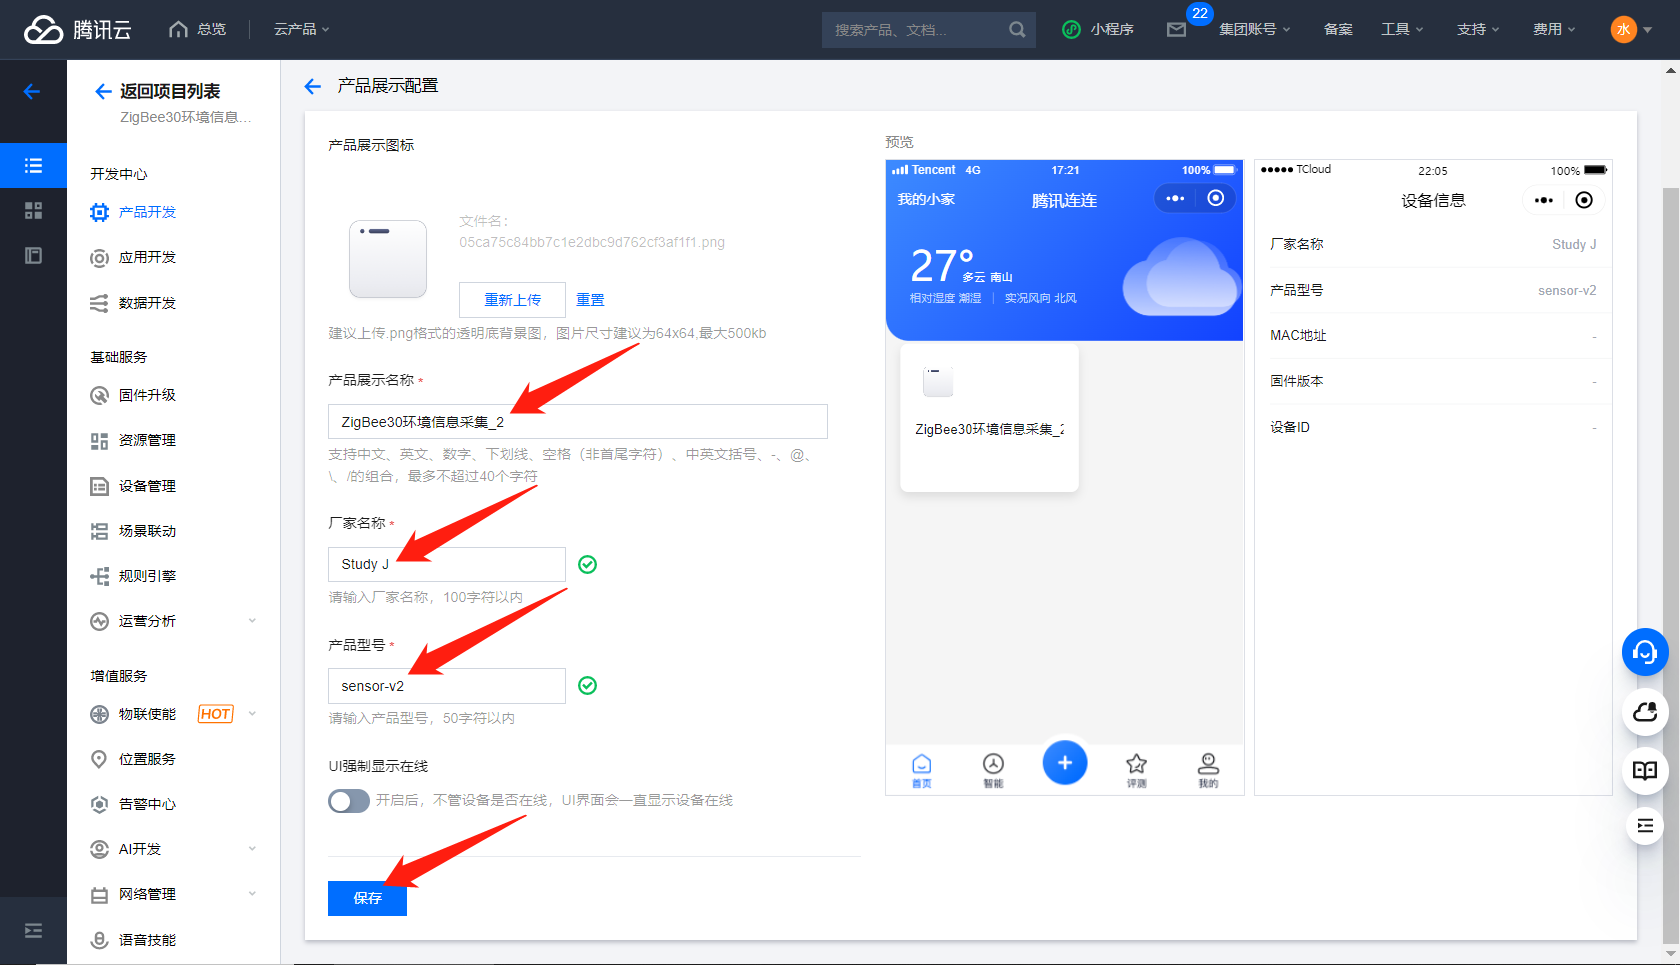 腾讯云
总览
云产品
搜索产品、文档...
小程序
22
集团账号
备案
工具
支持
费用
水
返回项目列表
ZigBee30环境信息...
开发中心
产品开发
应用开发
数据开发
基础服务
固件升级
资源管理
设备管理
场景联动
规则引擎
运营分析
增值服务
物联使能 HOT
位置服务
告警中心
AI开发
网络管理
语音技能
产品展示配置
产品展示图标
文件名：
05ca75c84bb7c1e2dbc9d762cf3af1f1.png
重新上传 重置
建议上传.png格式的透明底背景图，图片尺寸建议为64x64,最大500kb
产品展示名称 *
ZigBee30环境信息采集_2
支持中文、英文、数字、下划线、空格（非首尾字符）、中英文括号、-、@、
\、/的组合，最多不超过40个字符
厂家名称 *
Study J
请输入厂家名称，100字符以内
产品型号 *
sensor-v2
请输入产品型号，50字符以内
UI强制显示在线
开启后，不管设备是否在线，UI界面会一直显示设备在线
保存
预览
Tencent 4G 17:21 100%
我的小家 腾讯连连
27°
多云 南山
相对湿度 潮湿 | 实况风向 北风
ZigBee30环境信息采集_2
首页 智能 评测 我的
TCloud 22:05 100%
设备信息
厂家名称 Study J
产品型号 sensor-v2
MAC地址 -
固件版本 -
设备ID -